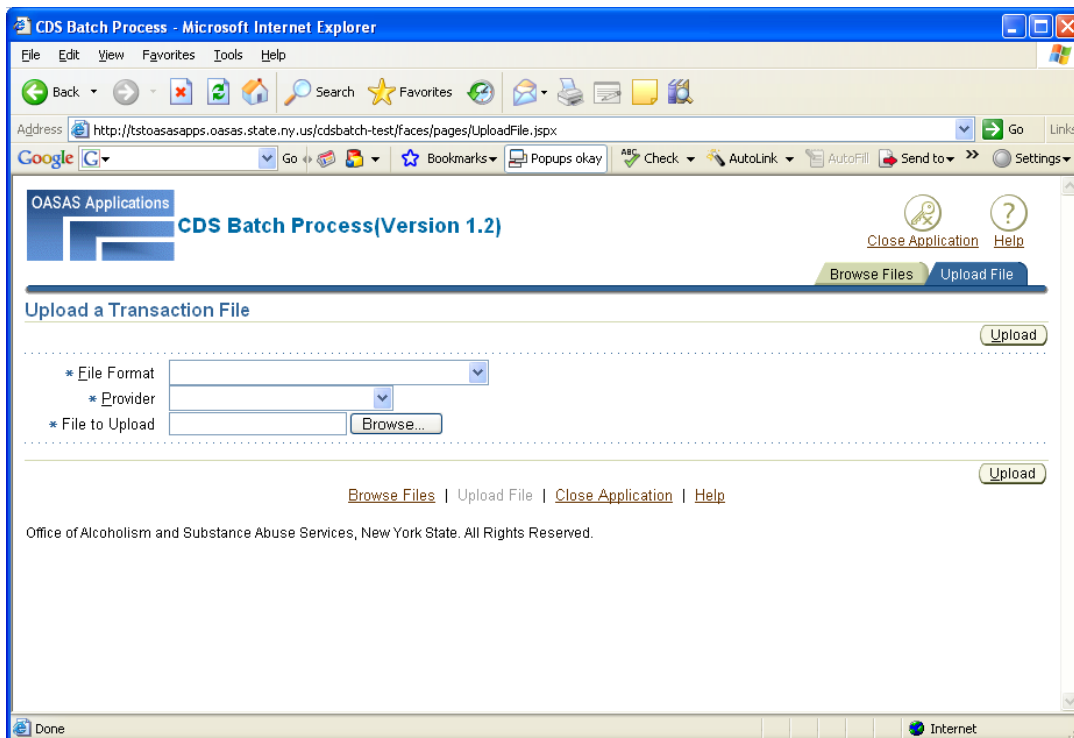 CDS Batch Process - Microsoft Internet Explorer
File Edit View Favorites Tools Help
Back Search Favorites
Address http://tstoasasapps.oasas.state.ny.us/cdsbatch-test/faces/pages/UploadFile.jspx Go Links
Google G Go Bookmarks Popups okay ABC Check AutoLink AutoFill Send to >> Settings
OASAS Applications
CDS Batch Process(Version 1.2)
Close Application Help
Browse Files Upload File
Upload a Transaction File
Upload
* File Format
* Provider
* File to Upload Browse...
Upload
Browse Files | Upload File | Close Application | Help
Office of Alcoholism and Substance Abuse Services, New York State. All Rights Reserved.
Done Internet